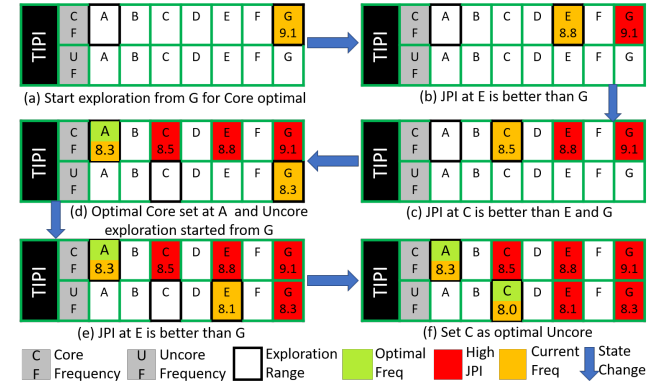 TIPI C F A B C D E F G 9.1
U F A B C D E F G
(a) Start exploration from G for Core optimal
TIPI C F A B C D E 8.8 F G 9.1
U F A B C D E F G
(b) JPI at E is better than G
TIPI C F A 8.3 B C 8.5 D E 8.8 F G 9.1
U F A B C D E F G 8.3
(d) Optimal Core set at A and Uncore
exploration started from G
TIPI C F A B C 8.5 D E 8.8 F G 9.1
U F A B C D E F G
(c) JPI at C is better than E and G
TIPI C F A 8.3 B C 8.5 D E 8.8 F G 9.1
U F A B C D E 8.1 F G 8.3
(e) JPI at E is better than G
TIPI C F A 8.3 B C 8.5 D E 8.8 F G 9.1
U F A B C 8.0 D E 8.1 F G 8.3
(f) Set C as optimal Uncore
C F Core Frequency
U F Uncore Frequency
Exploration Range
Optimal Freq
High JPI
Current Freq
State Change